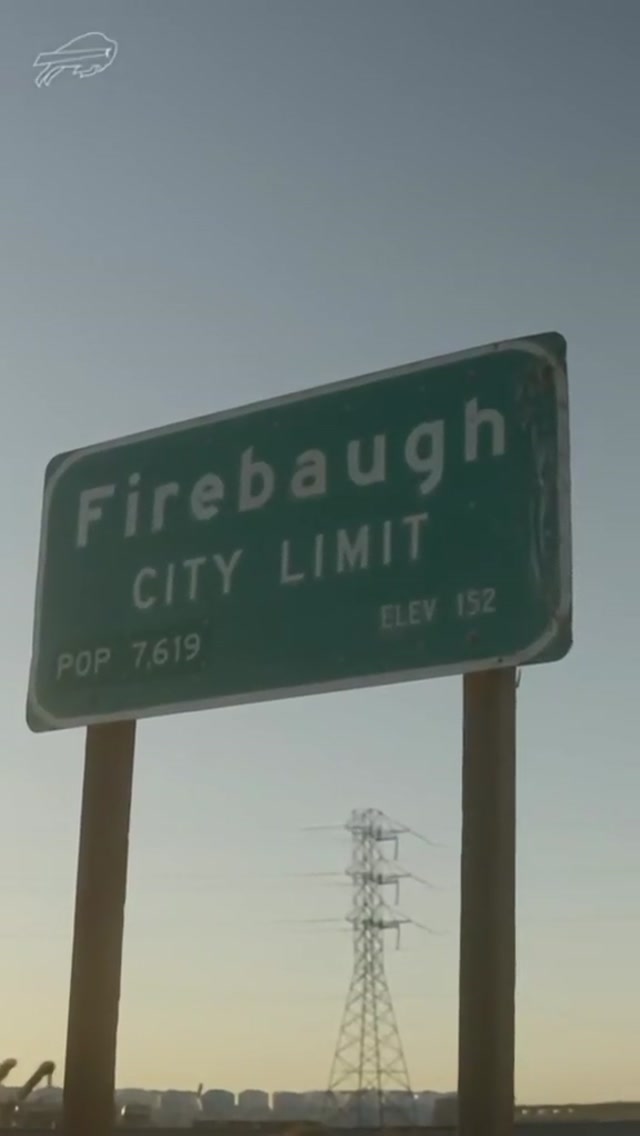 Firebaugh
CITY LIMIT
POP 7,619 ELEV 152